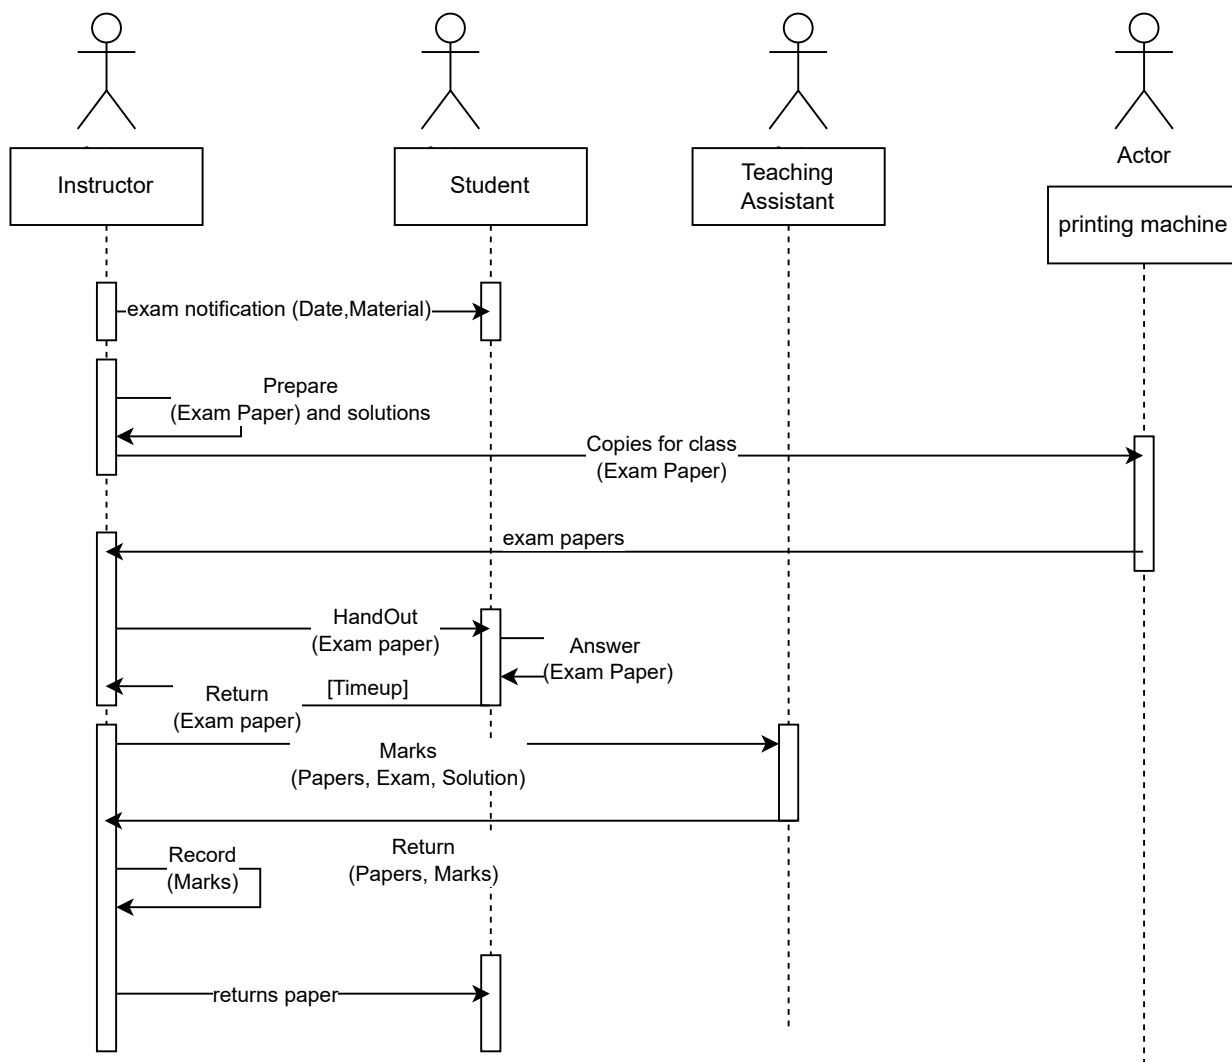 Actor
Instructor
Student
Teaching
Assistant
printing machine
exam notification (Date,Material)
Prepare
(Exam Paper) and solutions
Copies for class
(Exam Paper)
exam papers
HandOut
(Exam paper)
Answer
(Exam Paper)
[Timeup]
Return
(Exam paper)
Marks
(Papers, Exam, Solution)
Return
(Papers, Marks)
Record
(Marks)
returns paper